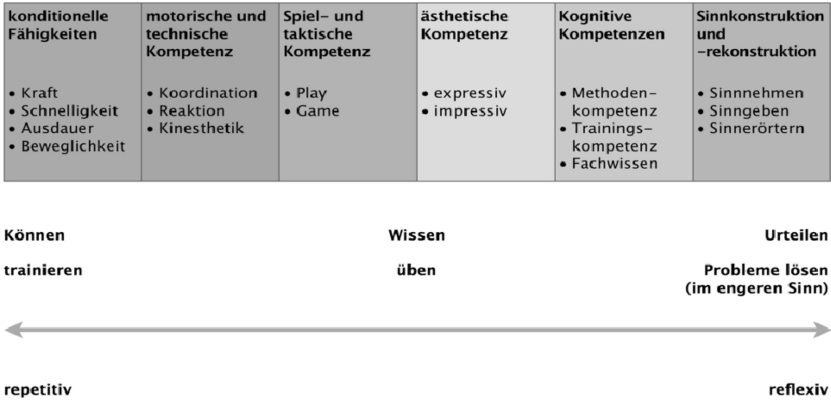 konditionelle
Fähigkeiten
• Kraft
• Schnelligkeit
• Ausdauer
• Beweglichkeit
motorische und
technische
Kompetenz
• Koordination
• Reaktion
• Kinesthetik
Spiel– und
taktische
Kompetenz
• Play
• Game
ästhetische
Kompetenz
• expressiv
• impressiv
Kognitive
Kompetenzen
• Methoden–
kompetenz
• Trainings–
kompetenz
• Fachwissen
Sinnkonstruktion
und
–rekonstruktion
• Sinnnehmen
• Sinngeben
• Sinnerörtern
Können Wissen Urteilen
trainieren üben Probleme lösen
(im engeren Sinn)
repetitiv reflexiv